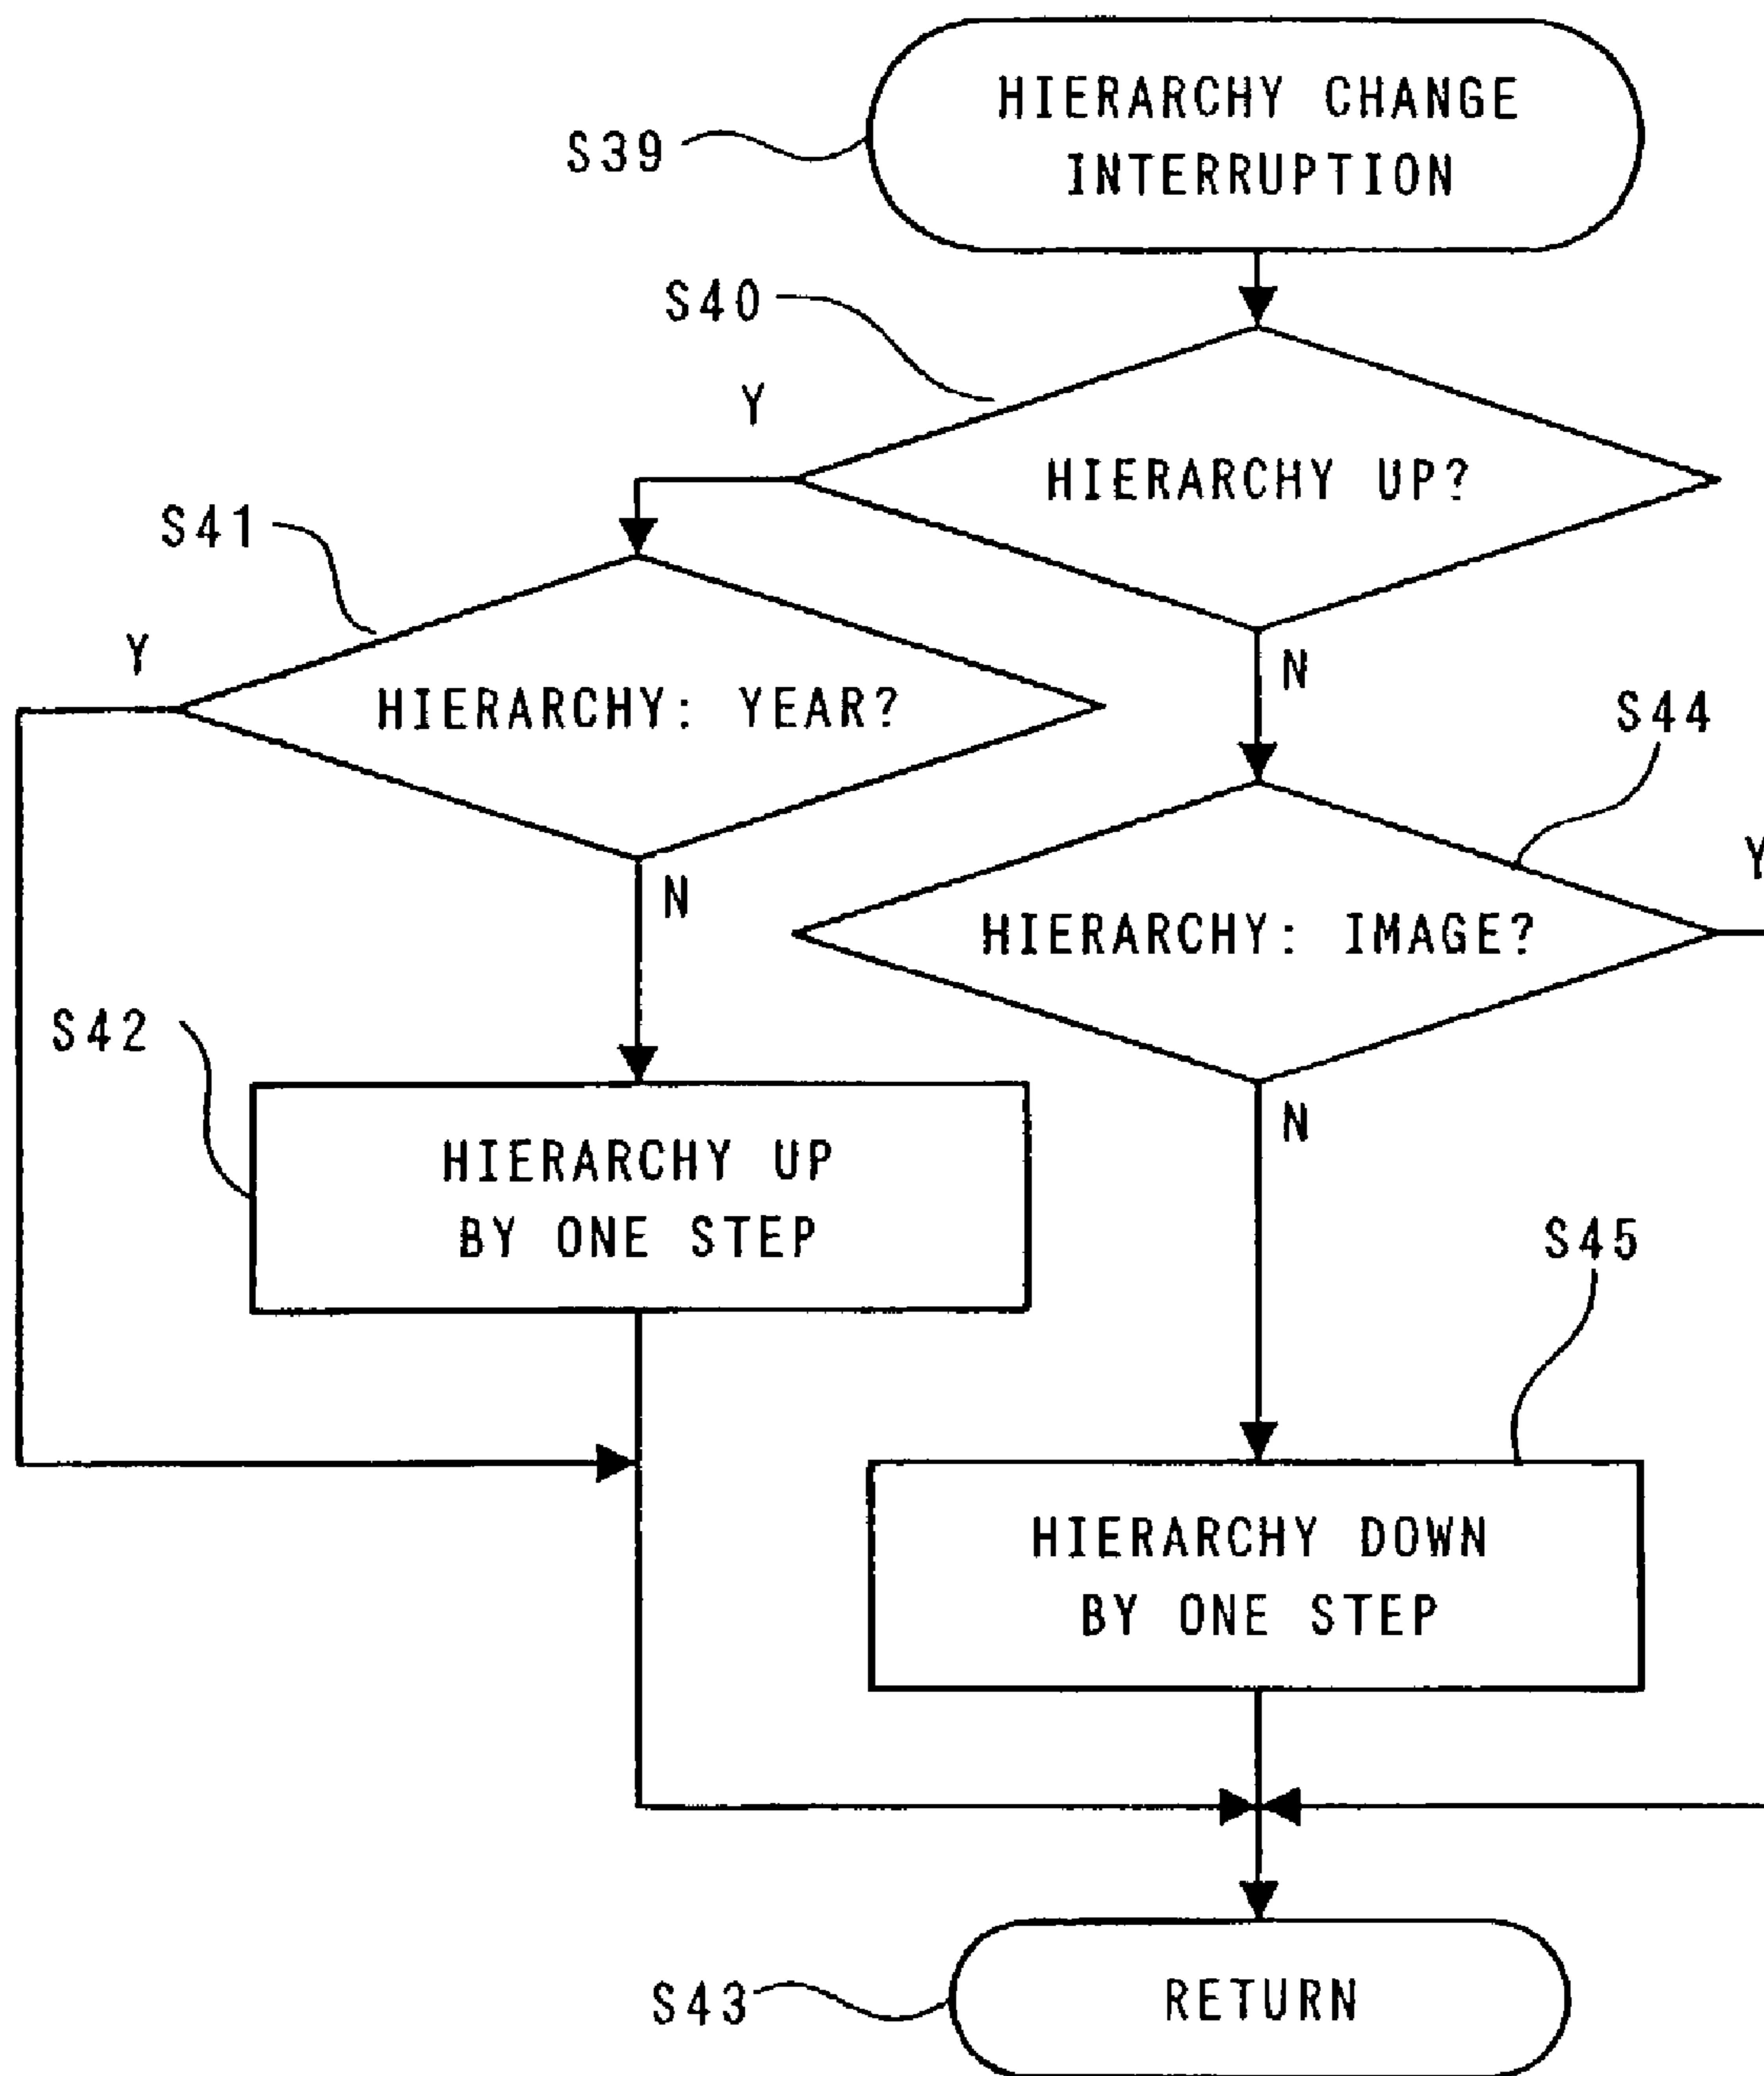 HIERARCHY CHANGE
INTERRUPTION
S39
S40
Y
HIERARCHY UP?
S41
N
Y
HIERARCHY: YEAR?
S44
N
Y
HIERARCHY: IMAGE?
S42
N
HIERARCHY UP
BY ONE STEP
S45
HIERARCHY DOWN
BY ONE STEP
S43
RETURN